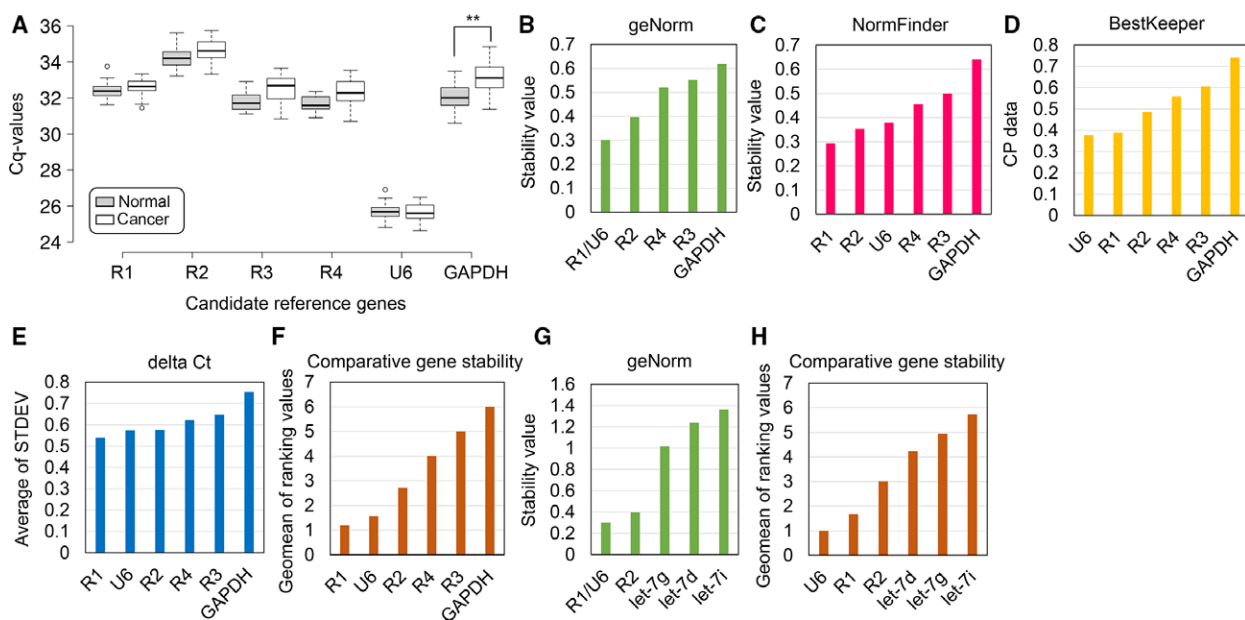 A
Cq-values
36
34
32
30
28
26
24
**
Normal
Cancer
R1 R2 R3 R4 U6 GAPDH
Candidate reference genes
B
geNorm
Stability value
0.7
0.6
0.5
0.4
0.3
0.2
0.1
0
R1/U6 R2 R4 R3 GAPDH
C
NormFinder
Stability value
0.7
0.6
0.5
0.4
0.3
0.2
0.1
0
R1 R2 U6 R4 R3 GAPDH
D
BestKeeper
CP data
0.8
0.7
0.6
0.5
0.4
0.3
0.2
0.1
0
U6 R1 R2 R4 R3 GAPDH
E
delta Ct
Average of STDEV
0.8
0.7
0.6
0.5
0.4
0.3
0.2
0.1
0
R1 U6 R2 R4 R3 GAPDH
F
Comparative gene stability
Geomean of ranking values
7
6
5
4
3
2
1
0
R1 U6 R2 R4 R3 GAPDH
G
geNorm
Stability value
1.6
1.4
1.2
1
0.8
0.6
0.4
0.2
0
R1/U6 R2 let-7g let-7d let-7i
H
Comparative gene stability
Geomean of ranking values
7
6
5
4
3
2
1
0
U6 R1 R2 let-7d let-7g let-7i